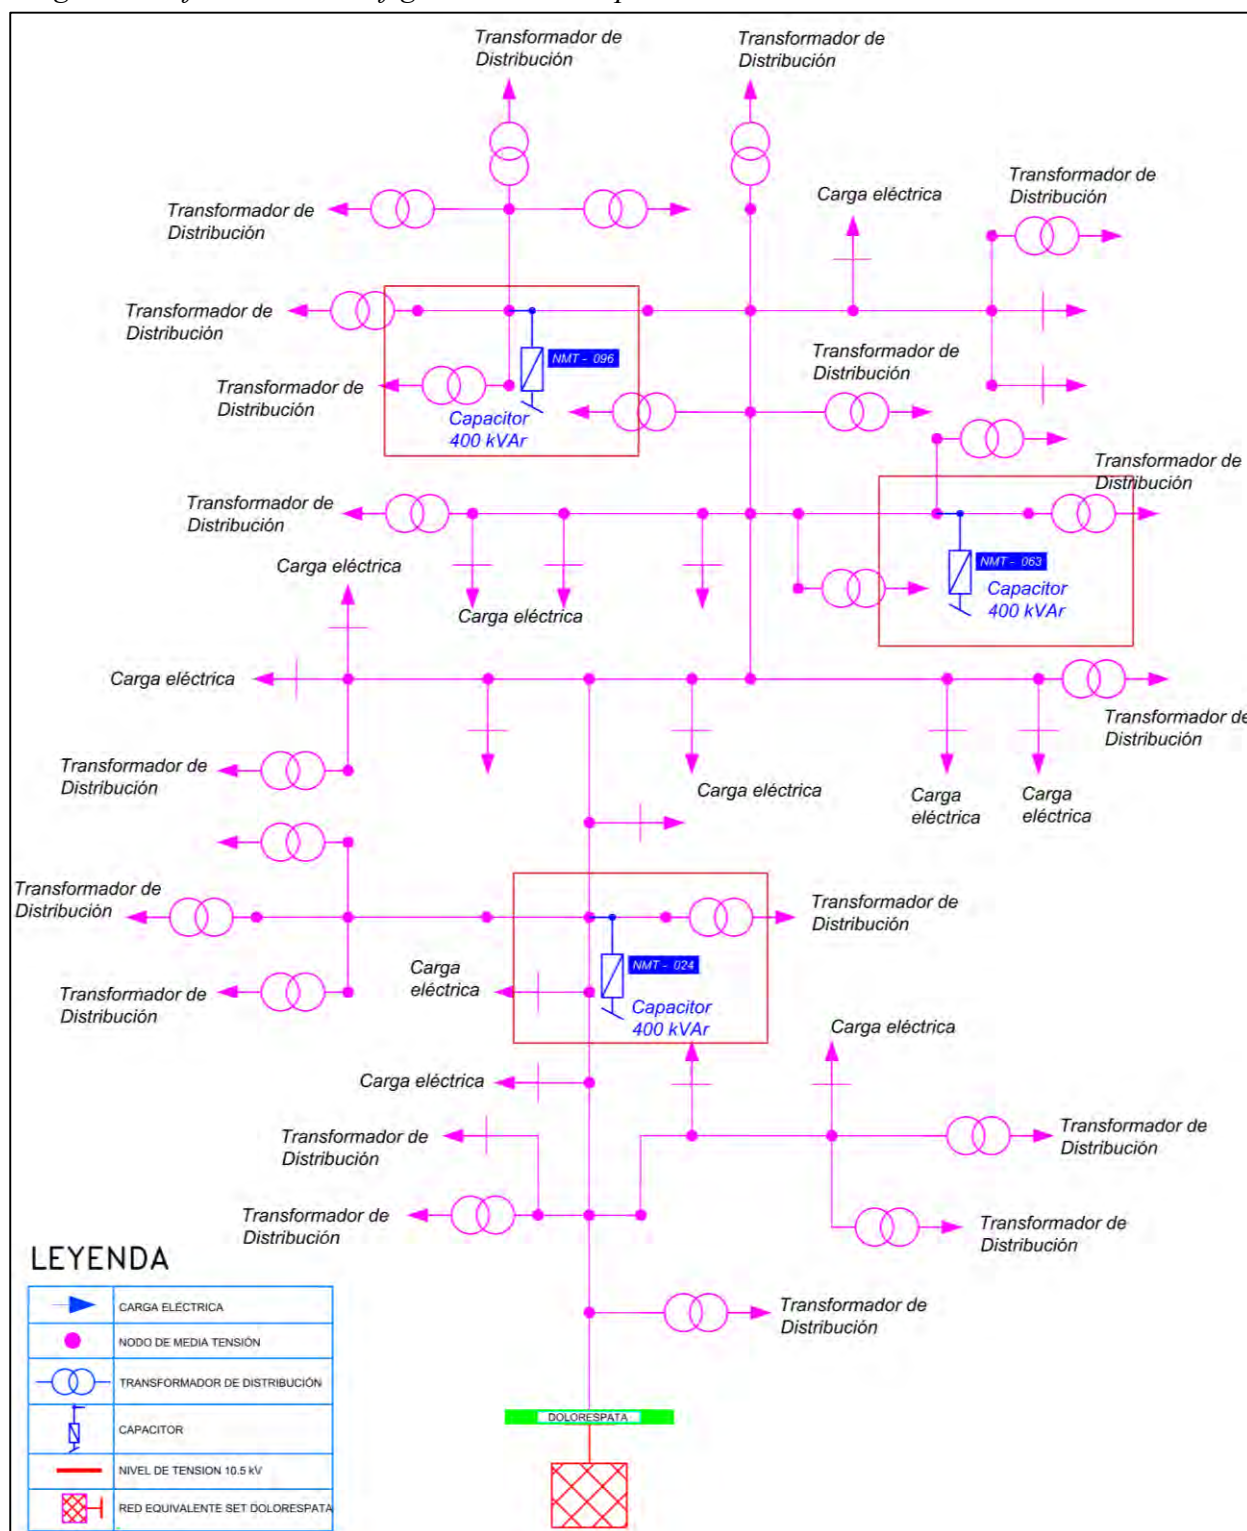 Transformador de
Distribución
Transformador de
Distribución
Transformador de
Distribución
Carga eléctrica
Transformador de
Distribución
Transformador de
Distribución
NMT - 096
Transformador de
Distribución
Transformador de
Distribución
Capacitor
400 kVAr
Transformador de
Distribución
Transformador de
Distribución
Carga eléctrica
NMT - 063
Capacitor
400 kVAr
Carga eléctrica
Carga eléctrica
Transformador de
Distribución
Transformador de
Distribución
Carga eléctrica
Carga
eléctrica
Carga
eléctrica
Transformador de
Distribución
Transformador de
Distribución
Carga
eléctrica
NMT - 024
Transformador de
Distribución
Capacitor
400 kVAr
Carga eléctrica
Carga eléctrica
Transformador de
Distribución
Transformador de
Distribución
Transformador de
Distribución
Transformador de
Distribución
LEYENDA
Transformador de
Distribución
CARGA ELÉCTRICA
NODO DE MEDIA TENSIÓN
TRANSFORMADOR DE DISTRIBUCIÓN
CAPACITOR
NIVEL DE TENSION 10.5 kV
RED EQUIVALENTE SET DOLORESPATA
DOLORESPATA